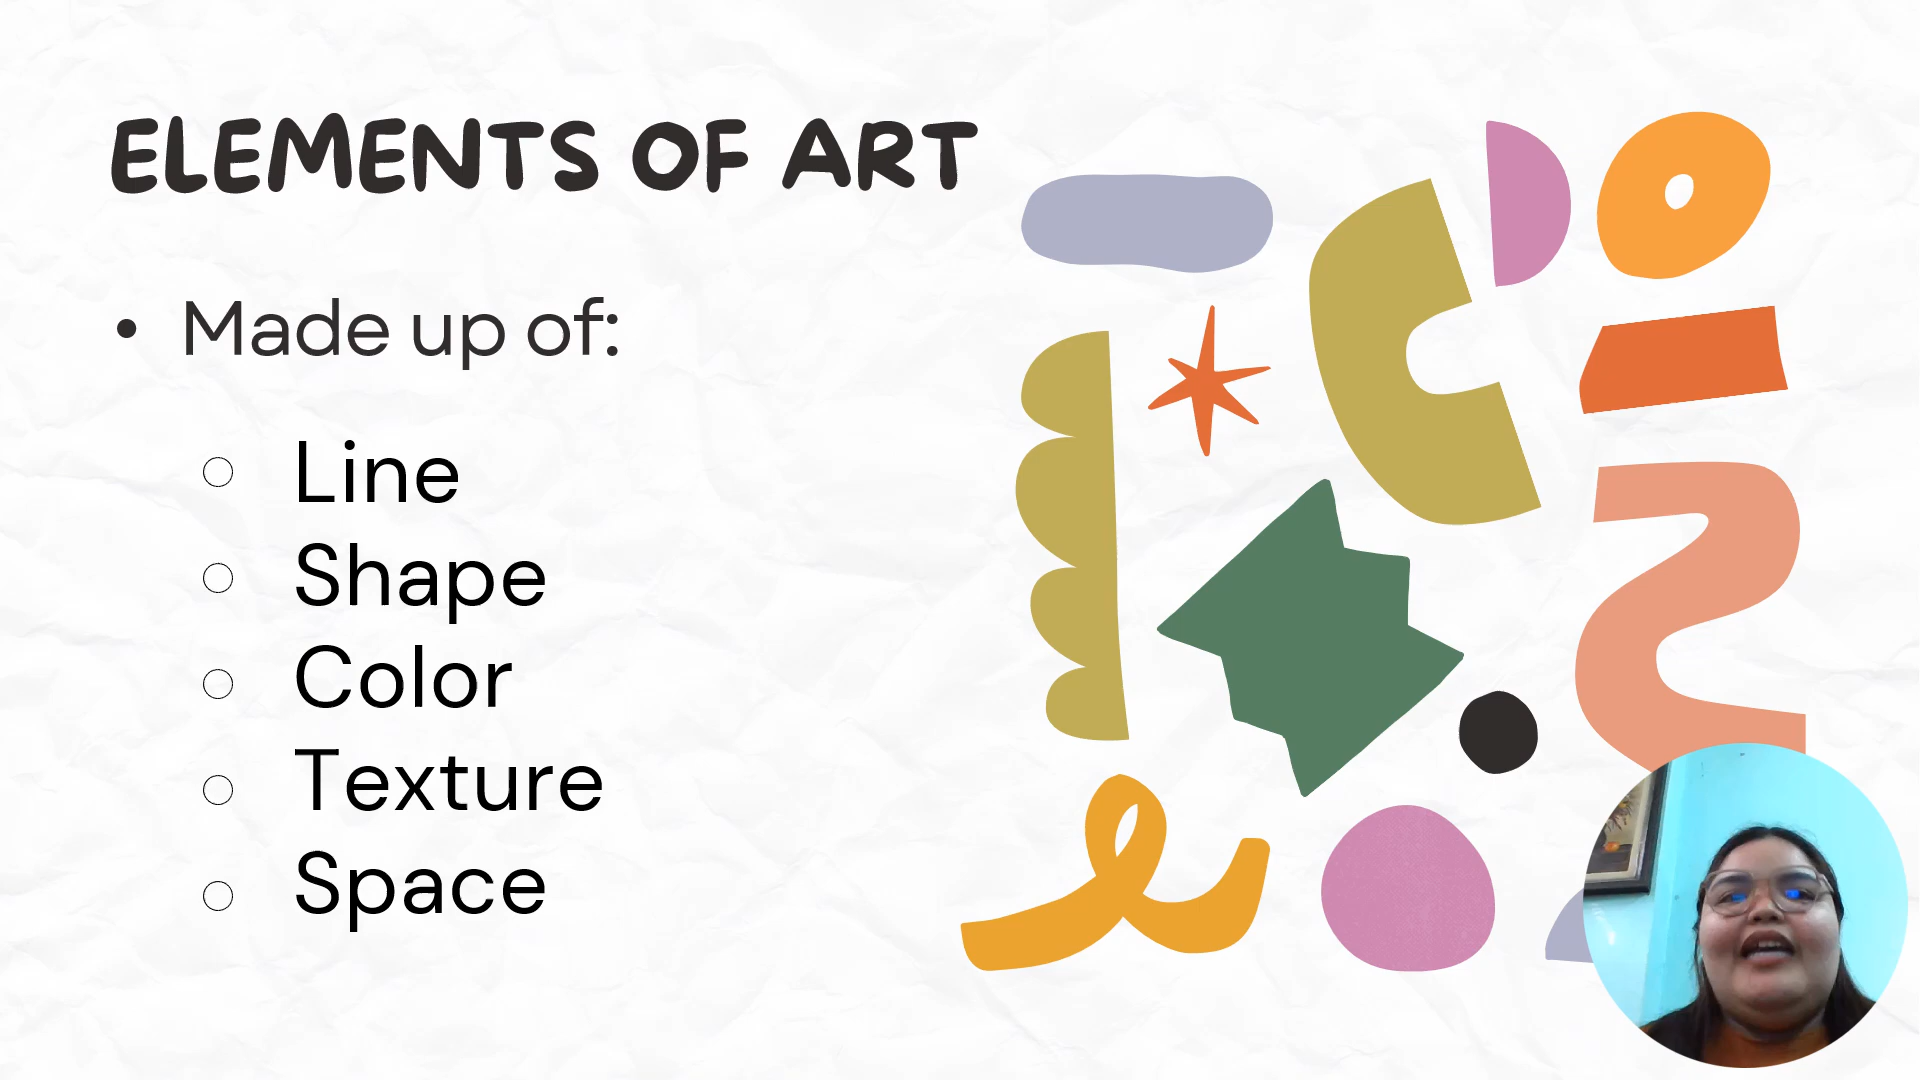 ELEMENTS OF ART
• Made up of:
○ Line
○ Shape
○ Color
○ Texture
○ Space